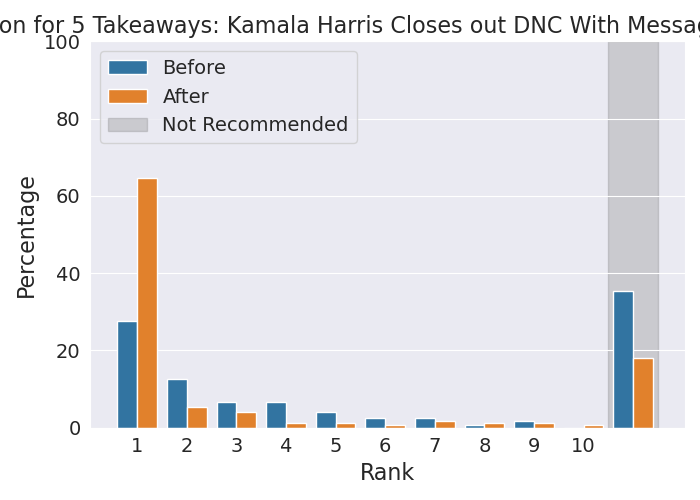 on for 5 Takeaways: Kamala Harris Closes out DNC With Messag
100
80
60
40
20
0
Percentage
Before
After
Not Recommended
1 2 3 4 5 6 7 8 9 10
Rank